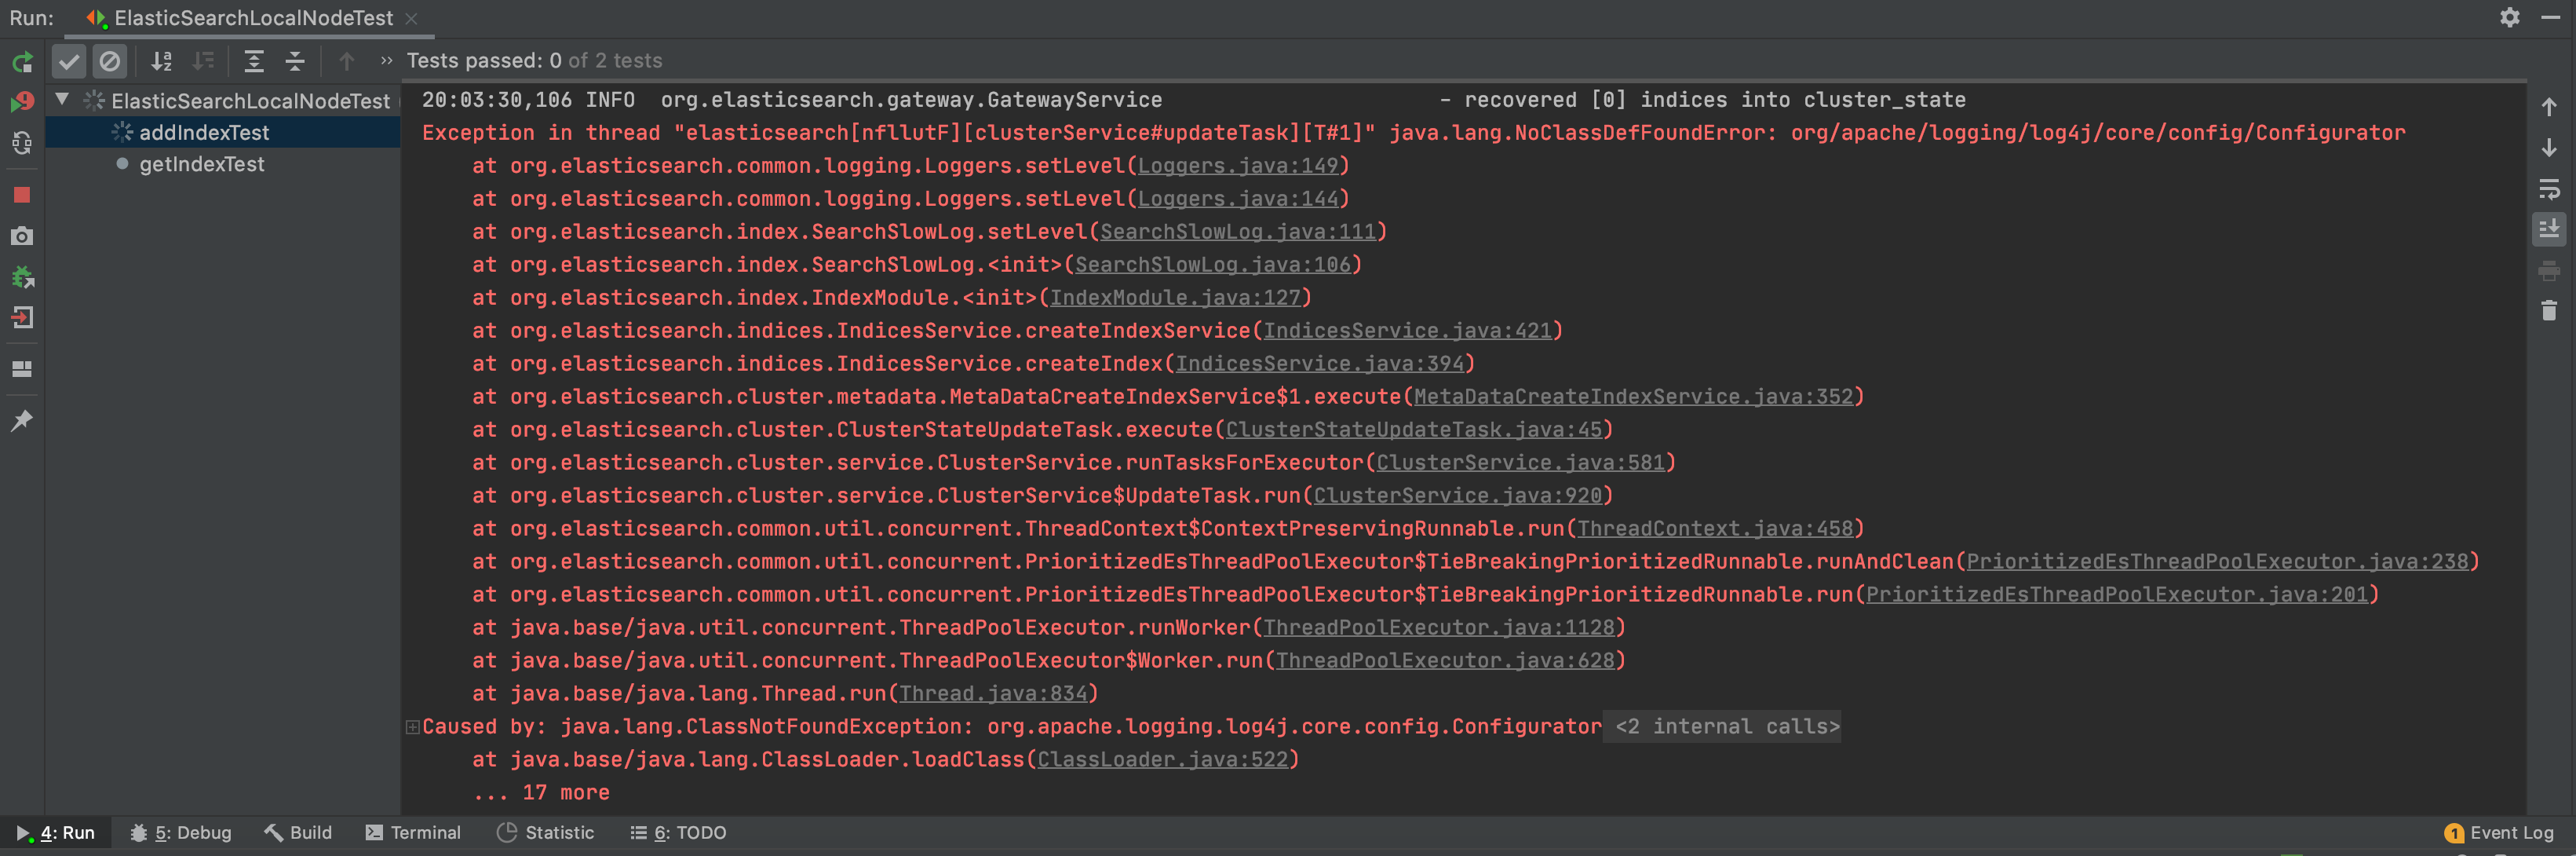 Run: ElasticSearchLocalNodeTest
Tests passed: 0 of 2 tests
ElasticSearchLocalNodeTest
addIndexTest
getIndexTest
20:03:30,106 INFO  org.elasticsearch.gateway.GatewayService                      - recovered [0] indices into cluster_state
Exception in thread "elasticsearch[nfllutF][clusterService#updateTask][T#1]" java.lang.NoClassDefFoundError: org/apache/logging/log4j/core/config/Configurator
at org.elasticsearch.common.logging.Loggers.setLevel(Loggers.java:149)
at org.elasticsearch.common.logging.Loggers.setLevel(Loggers.java:144)
at org.elasticsearch.index.SearchSlowLog.setLevel(SearchSlowLog.java:111)
at org.elasticsearch.index.SearchSlowLog.<init>(SearchSlowLog.java:106)
at org.elasticsearch.index.IndexModule.<init>(IndexModule.java:127)
at org.elasticsearch.indices.IndicesService.createIndexService(IndicesService.java:421)
at org.elasticsearch.indices.IndicesService.createIndex(IndicesService.java:394)
at org.elasticsearch.cluster.metadata.MetaDataCreateIndexService$1.execute(MetaDataCreateIndexService.java:352)
at org.elasticsearch.cluster.ClusterStateUpdateTask.execute(ClusterStateUpdateTask.java:45)
at org.elasticsearch.cluster.service.ClusterService.runTasksForExecutor(ClusterService.java:581)
at org.elasticsearch.cluster.service.ClusterService$UpdateTask.run(ClusterService.java:920)
at org.elasticsearch.common.util.concurrent.ThreadContext$ContextPreservingRunnable.run(ThreadContext.java:458)
at org.elasticsearch.common.util.concurrent.PrioritizedEsThreadPoolExecutor$TieBreakingPrioritizedRunnable.runAndClean(PrioritizedEsThreadPoolExecutor.java:238)
at org.elasticsearch.common.util.concurrent.PrioritizedEsThreadPoolExecutor$TieBreakingPrioritizedRunnable.run(PrioritizedEsThreadPoolExecutor.java:201)
at java.base/java.util.concurrent.ThreadPoolExecutor.runWorker(ThreadPoolExecutor.java:1128)
at java.base/java.util.concurrent.ThreadPoolExecutor$Worker.run(ThreadPoolExecutor.java:628)
at java.base/java.lang.Thread.run(Thread.java:834)
Caused by: java.lang.ClassNotFoundException: org.apache.logging.log4j.core.config.Configurator <2 internal calls>
at java.base/java.lang.ClassLoader.loadClass(ClassLoader.java:522)
... 17 more
4: Run 5: Debug Build Terminal Statistic 6: TODO 1 Event Log